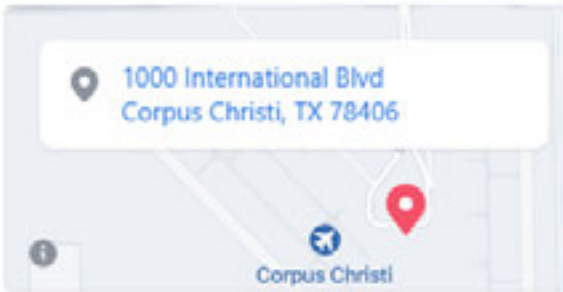 1000 International Blvd
Corpus Christi, TX 78406
Corpus Christi